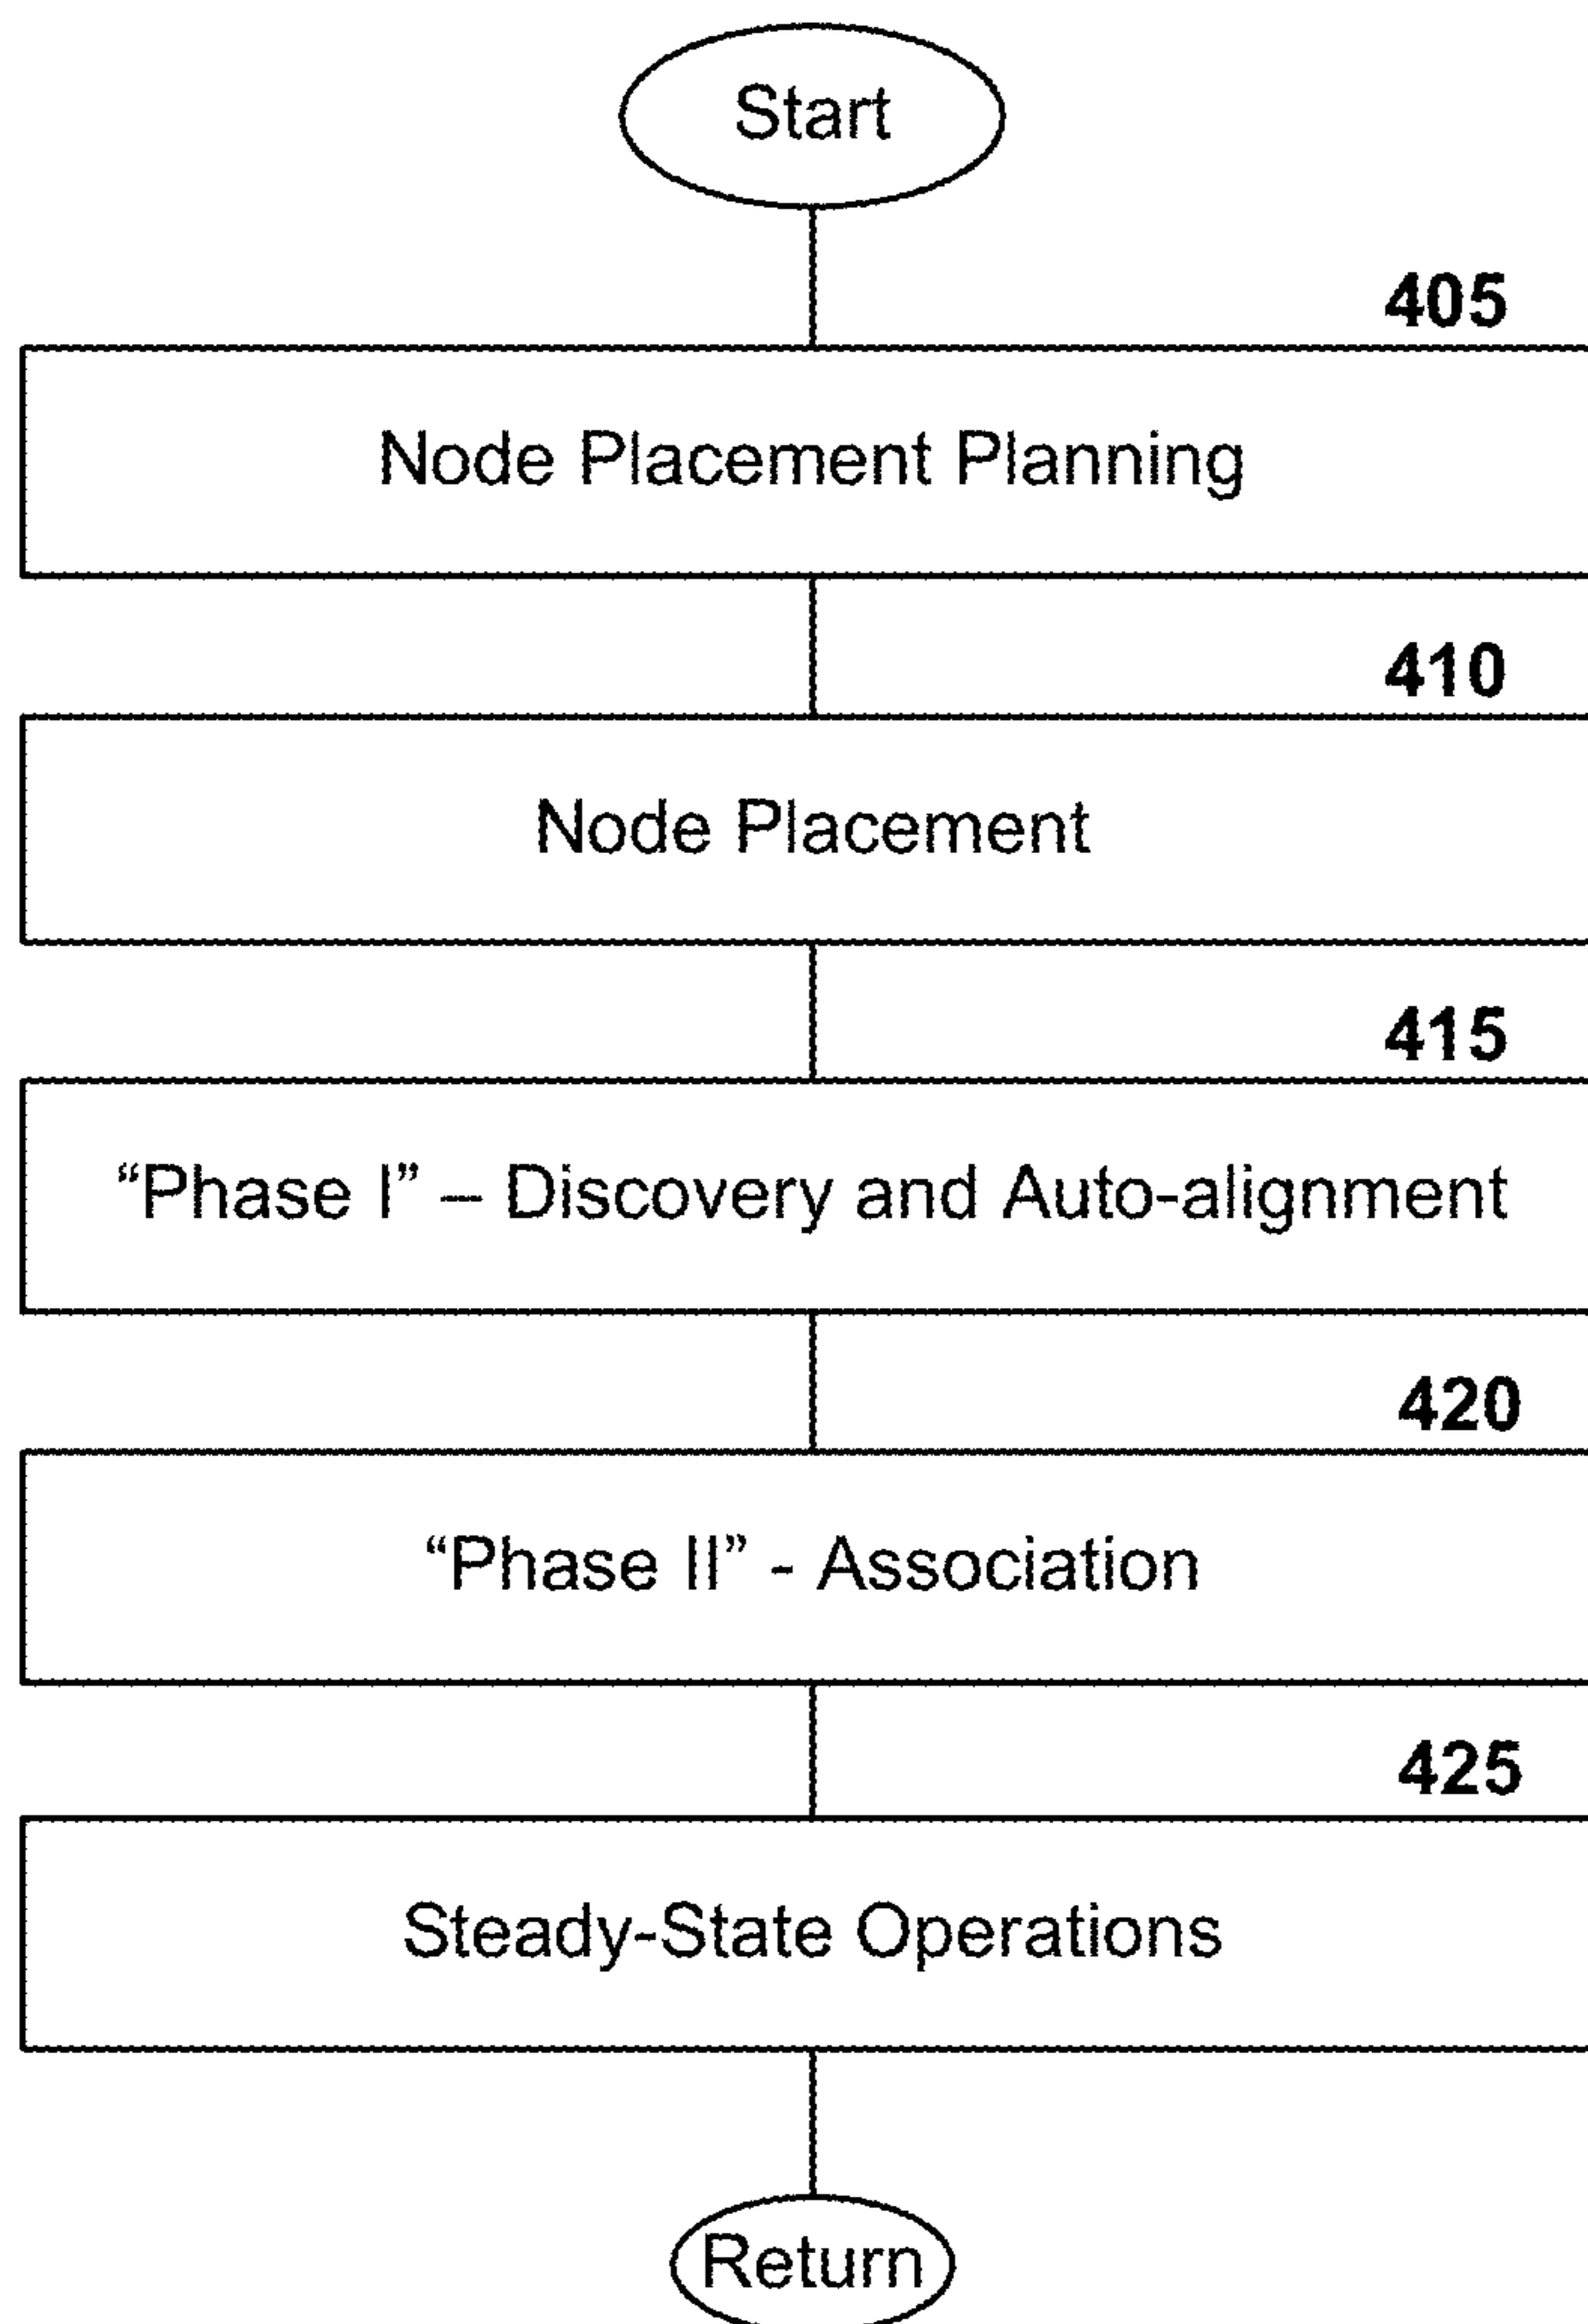 Start
405
Node Placement Planning
410
Node Placement
415
“Phase I” – Discovery and Auto-alignment
420
“Phase II” - Association
425
Steady-State Operations
Return